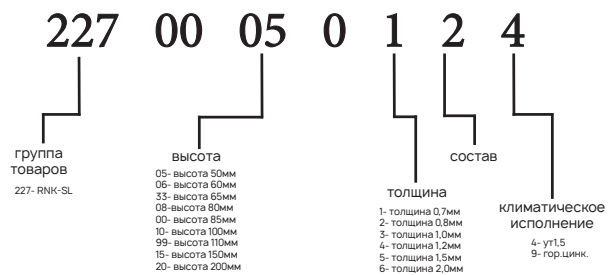 227 00 05 0 1 2 4
группа
товаров
227- RNK-SL
высота
05- высота 50мм
06- высота 60мм
33- высота 65мм
08-высота 80мм
00- высота 85мм
10- высота 100мм
99- высота 110мм
15- высота 150мм
20- высота 200мм
толщина
1- толщина 0,7мм
2- толщина 0,8мм
3- толщина 1,0мм
4- толщина 1,2мм
5- толщина 1,5мм
6- толщина 2,0мм
состав
климатическое
исполнение
4- ут1,5
9- гор.цинк.